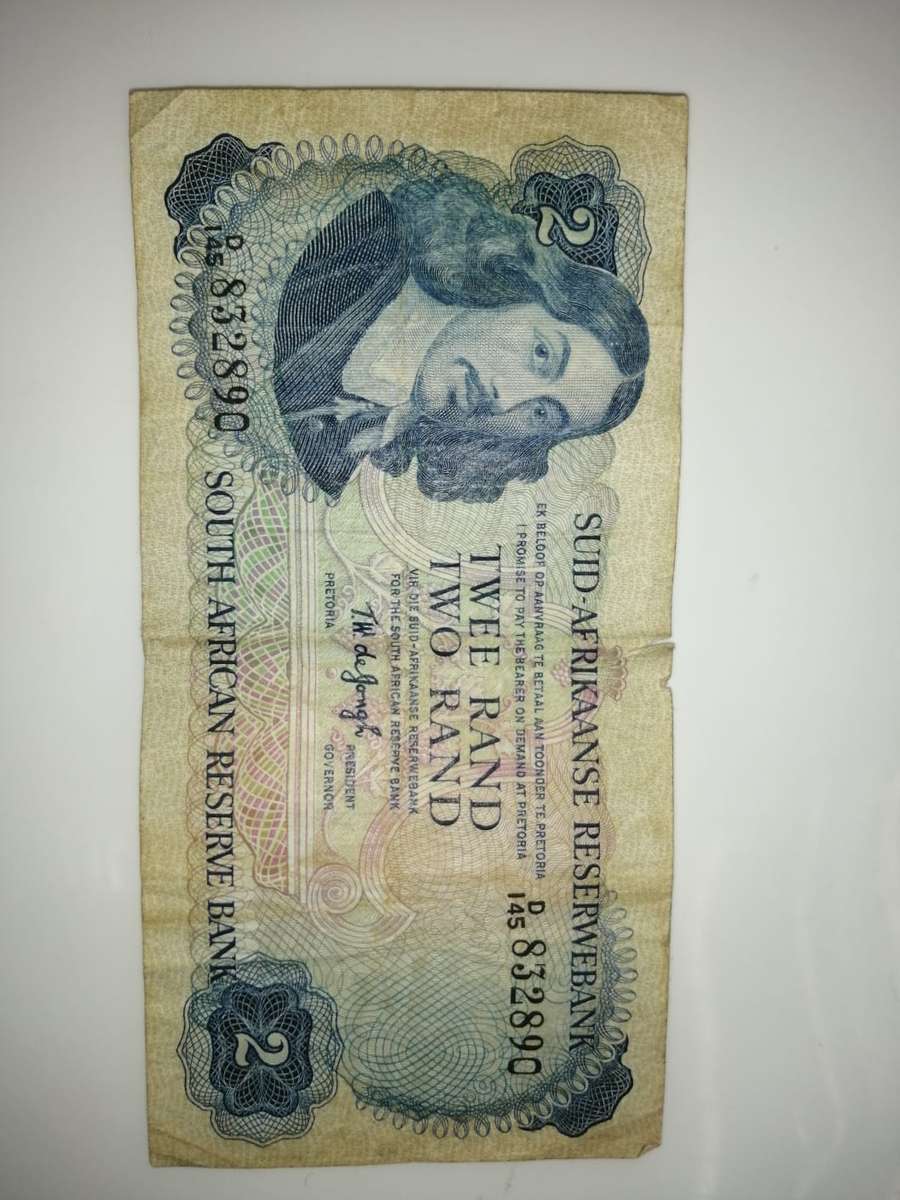 2
SUID-AFRIKAANSE RESERWEBANK
EK BELOOF OP AANVRAAG TE BETAAL AAN TOONDER TE PRETORIA
I PROMISE TO PAY THE BEARER ON DEMAND AT PRETORIA
D
145 832890
TWEE RAND
TWO RAND
VIR DIE SUID-AFRIKAANSE RESERWEBANK
FOR THE SOUTH AFRICAN RESERVE BANK
T.W. de Jongh
PRESIDENT
PRETORIA GOVERNOR
D
145 832890
SOUTH AFRICAN RESERVE BANK
2